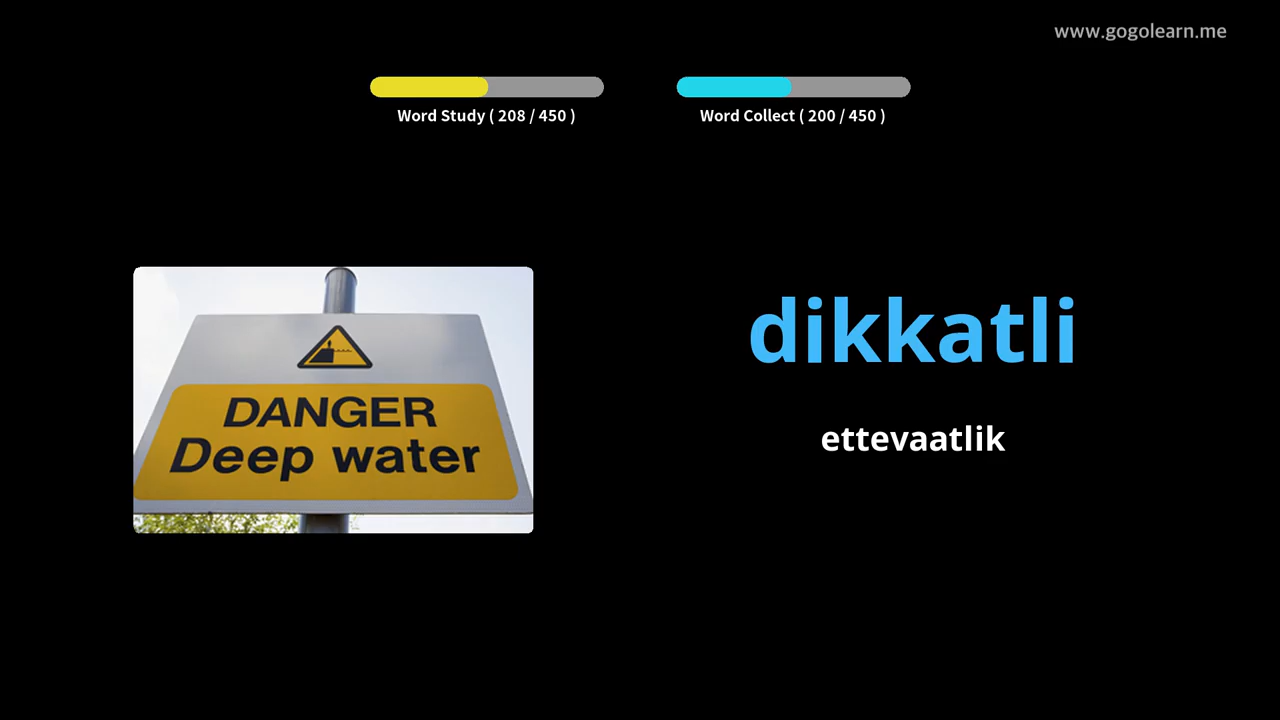 www.gogolearn.me
Word Study ( 208 / 450 )
Word Collect ( 200 / 450 )
DANGER
Deep water
dikkatli
ettevaatlik